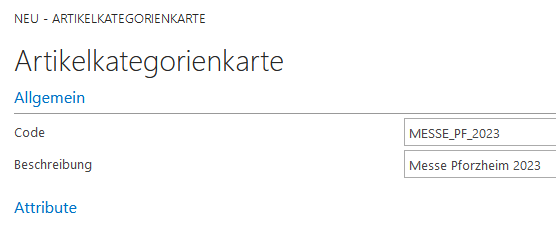 NEU - ARTIKELKATEGORIENKARTE
Artikelkategorienkarte
Allgemein
Code MESSE_PF_2023
Beschreibung Messe Pforzheim 2023
Attribute